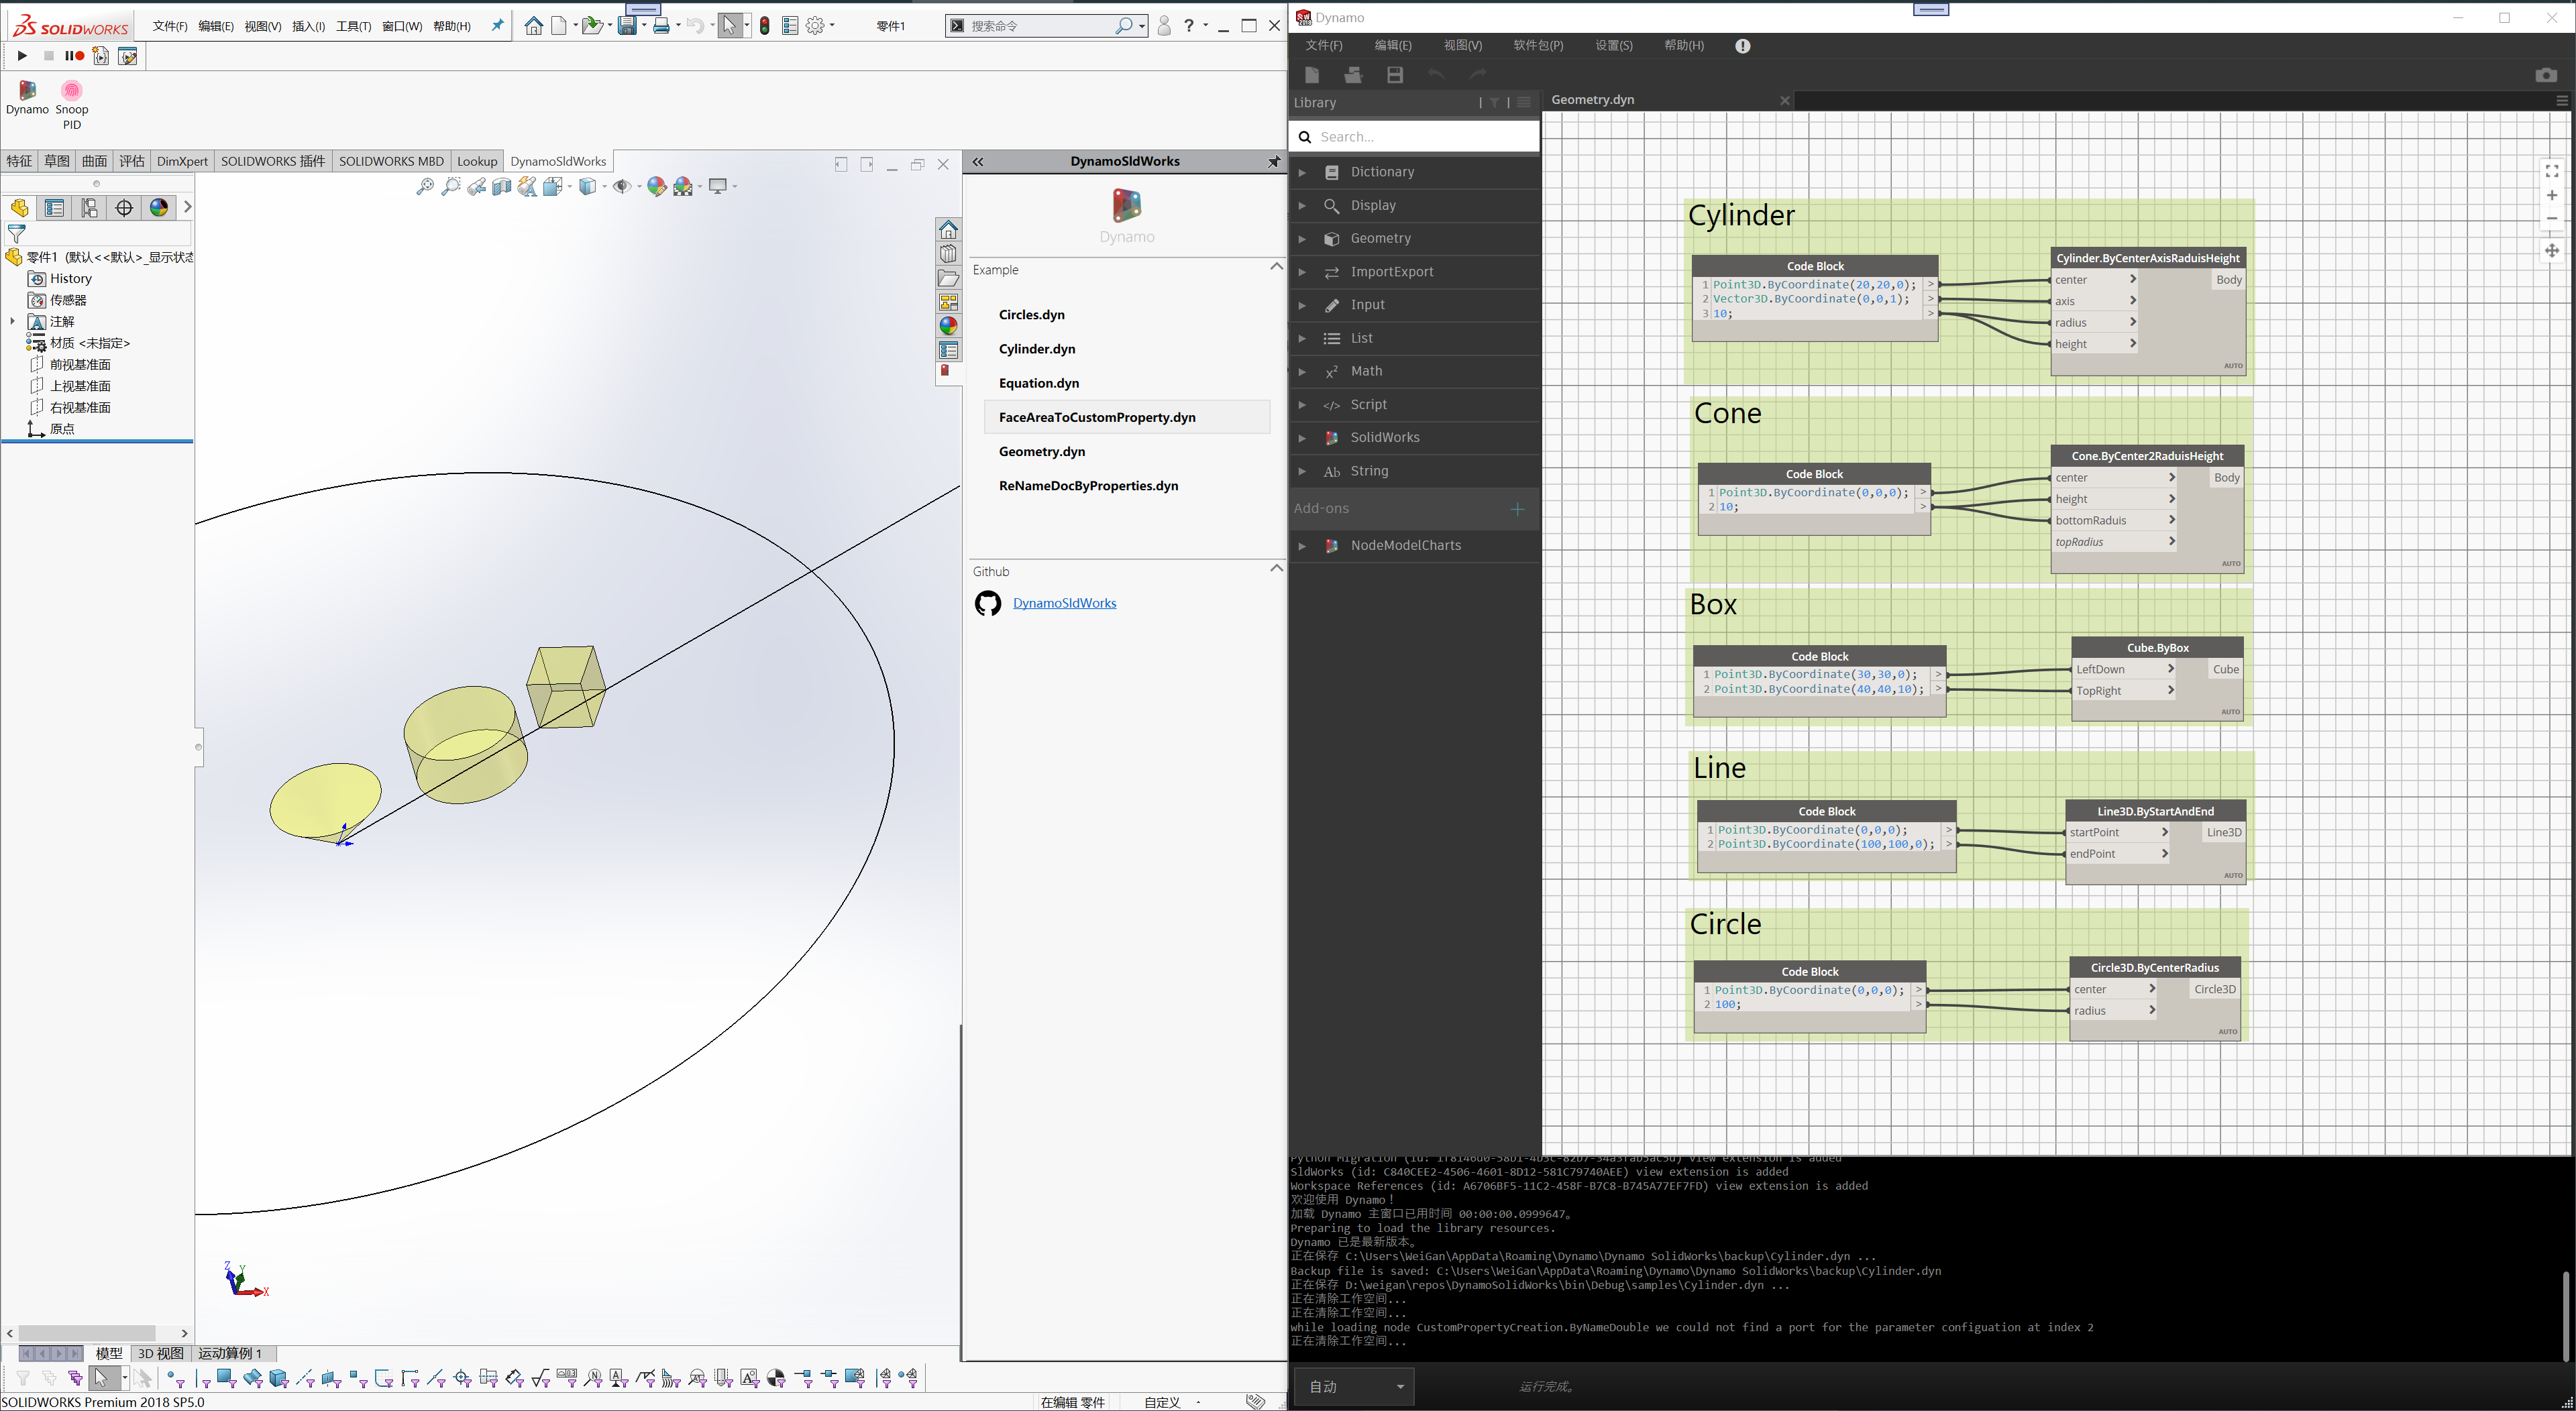 SOLIDWORKS
文件(F) 编辑(E) 视图(V) 插入(I) 工具(T) 窗口(W) 帮助(H)
零件1
搜索命令
Dynamo
Snoop
PID
特征 草图 曲面 评估 DimXpert SOLIDWORKS 插件 SOLIDWORKS MBD Lookup DynamoSldWorks
零件1 (默认<<默认>_显示状态
History
传感器
注解
材质 <未指定>
前视基准面
上视基准面
右视基准面
原点
Z Y X
模型 3D 视图 运动算例 1
SOLIDWORKS Premium 2018 SP5.0
在编辑 零件
自定义
DynamoSldWorks
Dynamo
Example
Circles.dyn
Cylinder.dyn
Equation.dyn
FaceAreaToCustomProperty.dyn
Geometry.dyn
ReNameDocByProperties.dyn
Github
DynamoSldWorks
Dynamo
文件(F) 编辑(E) 视图(V) 软件包(P) 设置(S) 帮助(H)
Library
Search...
Dictionary
Display
Geometry
ImportExport
Input
List
Math
Script
SolidWorks
String
Add-ons
NodeModelCharts
Geometry.dyn
Cylinder
Code Block
1 Point3D.ByCoordinate(20,20,0); >
2 Vector3D.ByCoordinate(0,0,1); >
3 10; >
Cylinder.ByCenterAxisRaduisHeight
center > Body
axis >
radius >
height >
AUTO
Cone
Code Block
1 Point3D.ByCoordinate(0,0,0); >
2 10; >
Cone.ByCenter2RaduisHeight
center > Body
height >
bottomRaduis >
topRadius >
AUTO
Box
Code Block
1 Point3D.ByCoordinate(30,30,0); >
2 Point3D.ByCoordinate(40,40,10); >
Cube.ByBox
LeftDown > Cube
TopRight >
AUTO
Line
Code Block
1 Point3D.ByCoordinate(0,0,0); >
2 Point3D.ByCoordinate(100,100,0); >
Line3D.ByStartAndEnd
startPoint > Line3D
endPoint >
AUTO
Circle
Code Block
1 Point3D.ByCoordinate(0,0,0); >
2 100; >
Circle3D.ByCenterRadius
center > Circle3D
radius >
AUTO
view extension is added
SldWorks (id: C840CEE2-4506-4601-8D12-581C79740AEE) view extension is added
Workspace References (id: A6706BF5-11C2-458F-B7C8-B745A77EF7FD) view extension is added
欢迎使用 Dynamo！
加载 Dynamo 主窗口已用时间 00:00:00.0999647。
Preparing to load the library resources.
Dynamo 已是最新版本。
正在保存 C:\Users\WeiGan\AppData\Roaming\Dynamo\Dynamo SolidWorks\backup\Cylinder.dyn ...
Backup file is saved: C:\Users\WeiGan\AppData\Roaming\Dynamo\Dynamo SolidWorks\backup\Cylinder.dyn
正在保存 D:\weigan\repos\DynamoSolidWorks\bin\Debug\samples\Cylinder.dyn ...
正在清除工作空间...
正在清除工作空间...
while loading node CustomPropertyCreation.ByNameDouble we could not find a port for the parameter configuation at index 2
正在清除工作空间...
自动
运行完成。